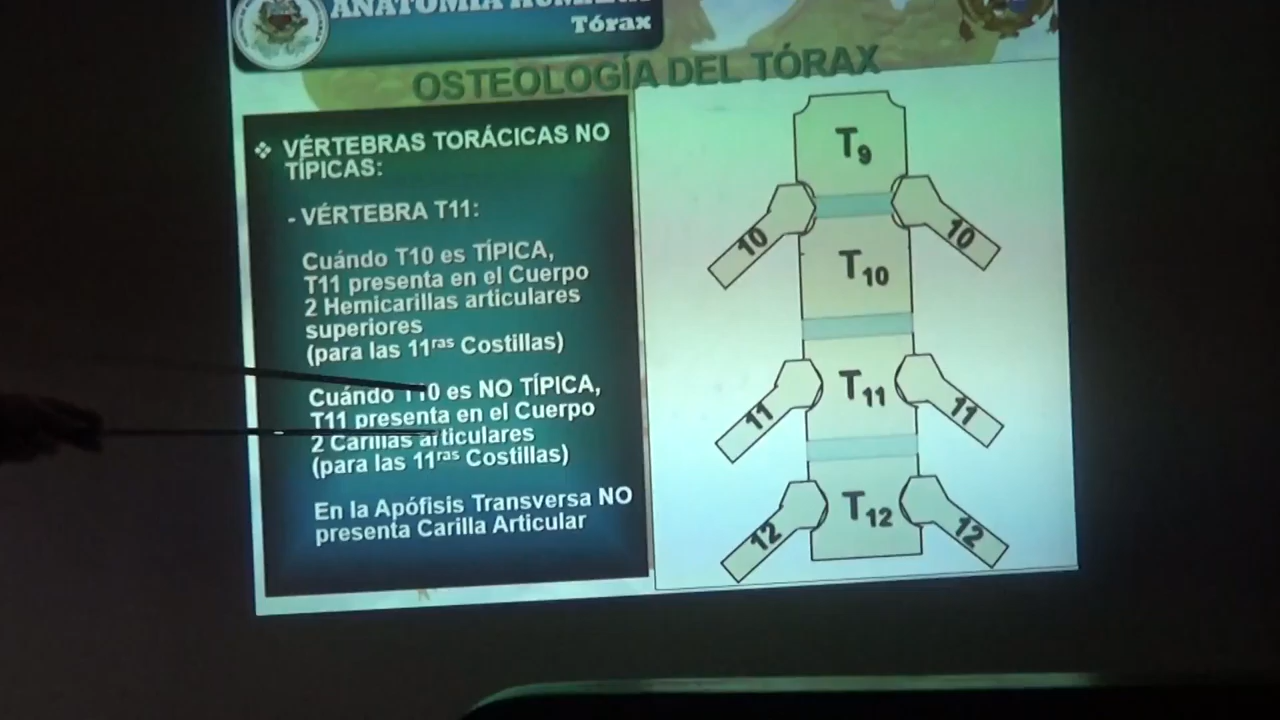 ANATOMÍA HUMANA
Tórax
OSTEOLOGÍA DEL TÓRAX
❖ VÉRTEBRAS TORÁCICAS NO
TÍPICAS:
- VÉRTEBRA T11:
Cuándo T10 es TÍPICA,
T11 presenta en el Cuerpo
2 Hemicarillas articulares
superiores
(para las 11ras Costillas)
Cuándo T10 es NO TÍPICA,
T11 presenta en el Cuerpo
2 Carillas articulares
(para las 11ras Costillas)
En la Apófisis Transversa NO
presenta Carilla Articular
T9
10
10
T10
T11
11
11
T12
12
12